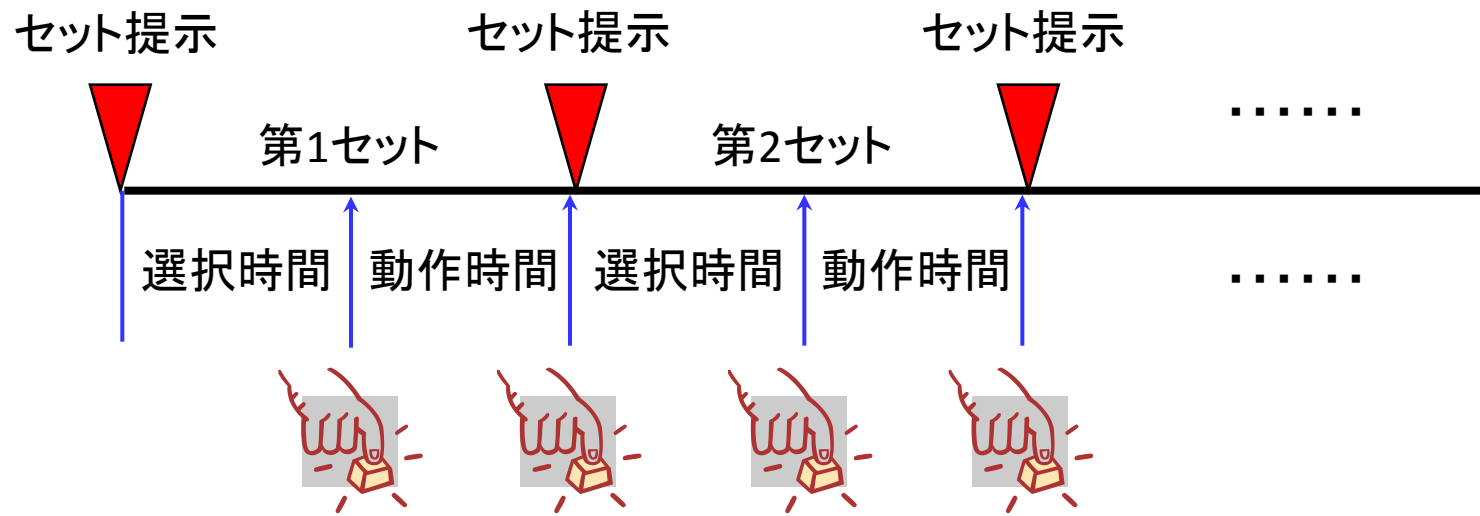 セット提示 セット提示 セット提示
第1セット 第2セット ......
選択時間 動作時間 選択時間 動作時間 ......